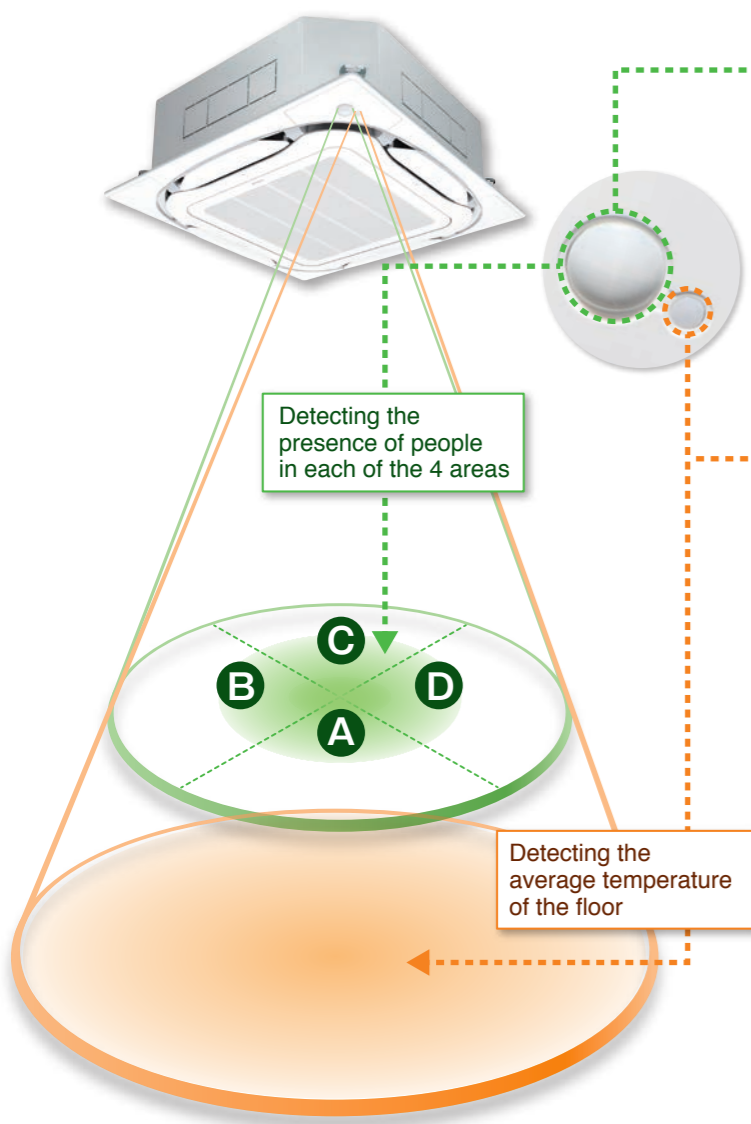 Detecting the
presence of people
in each of the 4 areas
C
B
D
A
Detecting the
average temperature
of the floor